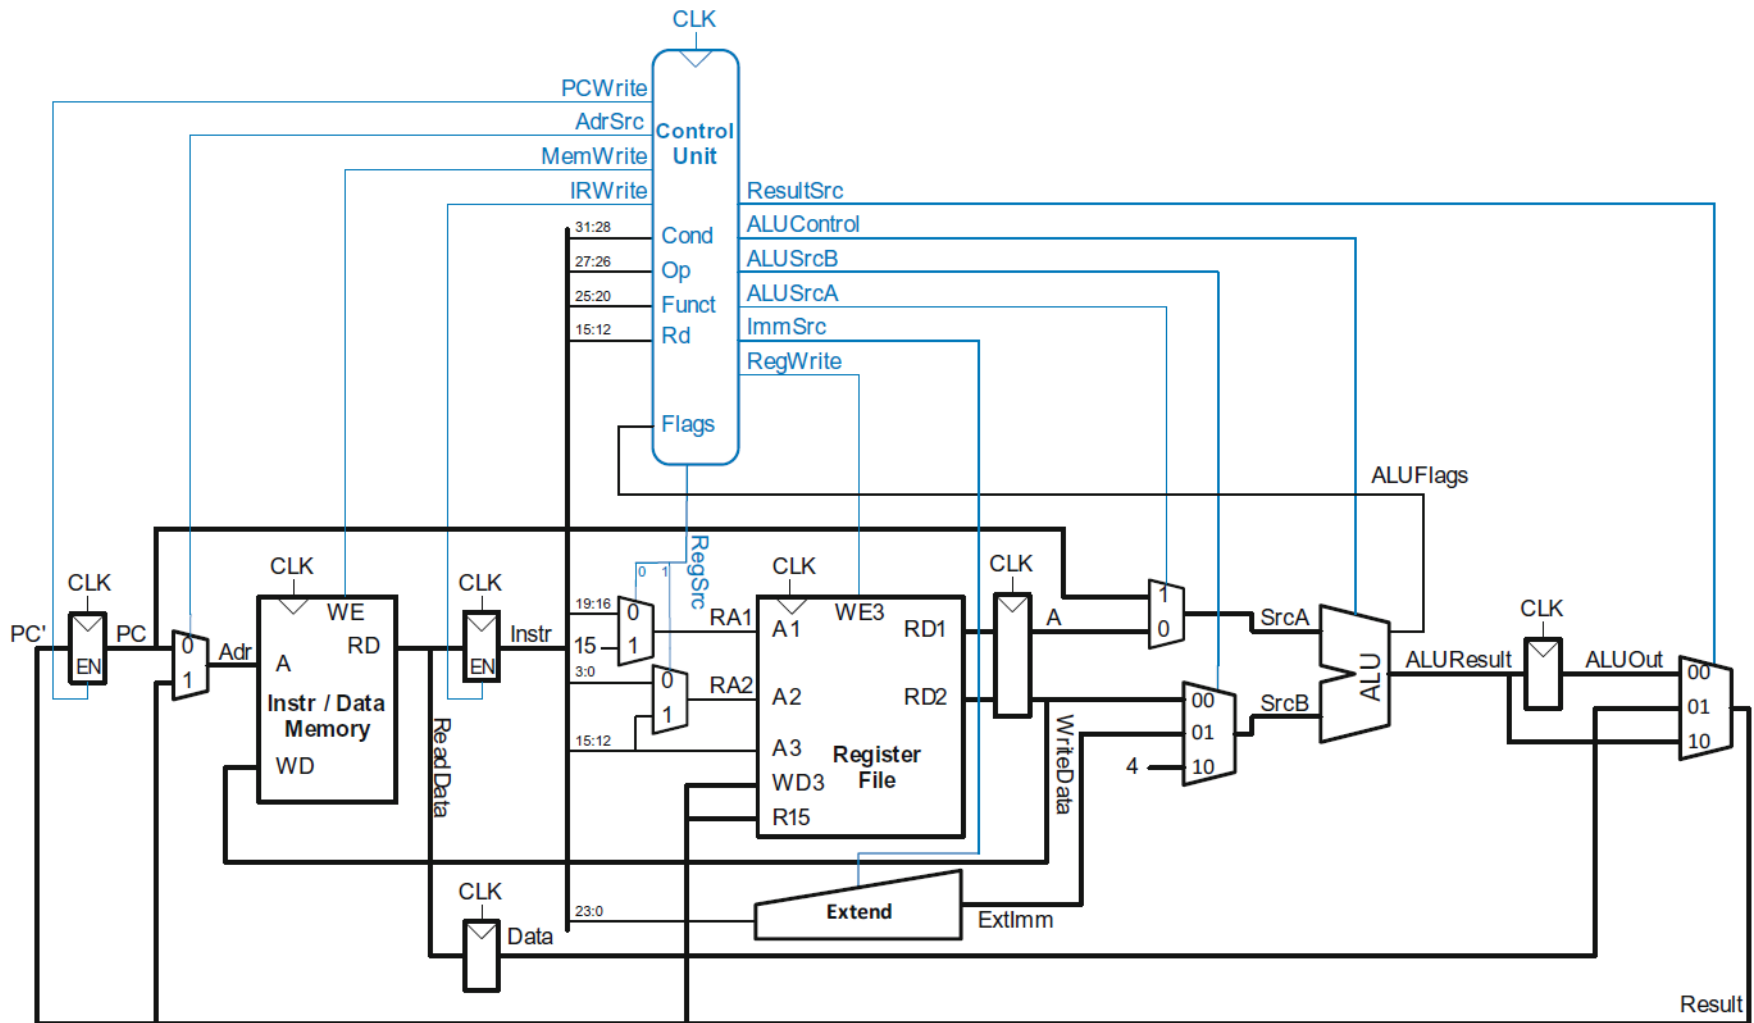 CLK
PCWrite
AdrSrc
MemWrite
IRWrite
Control
Unit
ResultSrc
ALUControl
ALUSrcB
ALUSrcA
ImmSrc
RegWrite
31:28
Cond
27:26
Op
25:20
Funct
15:12
Rd
Flags
ALUFlags
RegSrc
0 1
CLK
PC'
EN
PC
0
1
Adr
CLK
WE
RD
A
Instr / Data
Memory
WD
ReadData
CLK
EN
Instr
19:16
15
0
1
RA1
3:0
0
1
RA2
15:12
CLK
WE3
A1
RD1
A2
RD2
A3
Register
File
WD3
R15
CLK
A
WriteData
1
0
SrcA
00
01
10
4
SrcB
ALU
ALUResult
CLK
ALUOut
00
01
10
23:0
Extend
ExtImm
CLK
Data
Result